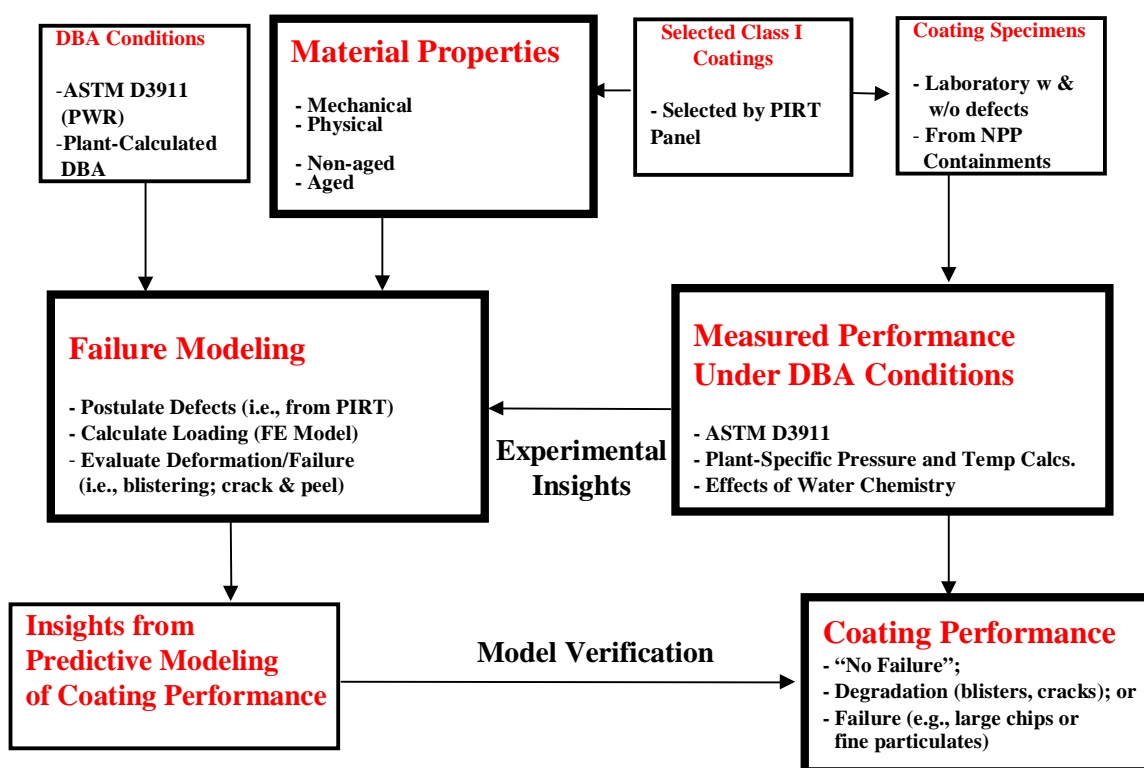 DBA Conditions
-ASTM D3911
(PWR)
-Plant-Calculated
DBA
Material Properties
- Mechanical
- Physical
- Non-aged
- Aged
Selected Class I
Coatings
- Selected by PIRT
Panel
Coating Specimens
- Laboratory w &
w/o defects
- From NPP
Containments
Failure Modeling
- Postulate Defects (i.e., from PIRT)
- Calculate Loading (FE Model)
- Evaluate Deformation/Failure
(i.e., blistering; crack & peel)
Experimental
Insights
Measured Performance
Under DBA Conditions
- ASTM D3911
- Plant-Specific Pressure and Temp Calcs.
- Effects of Water Chemistry
Insights from
Predictive Modeling
of Coating Performance
Model Verification
Coating Performance
- “No Failure”;
- Degradation (blisters, cracks); or
- Failure (e.g., large chips or
fine particulates)